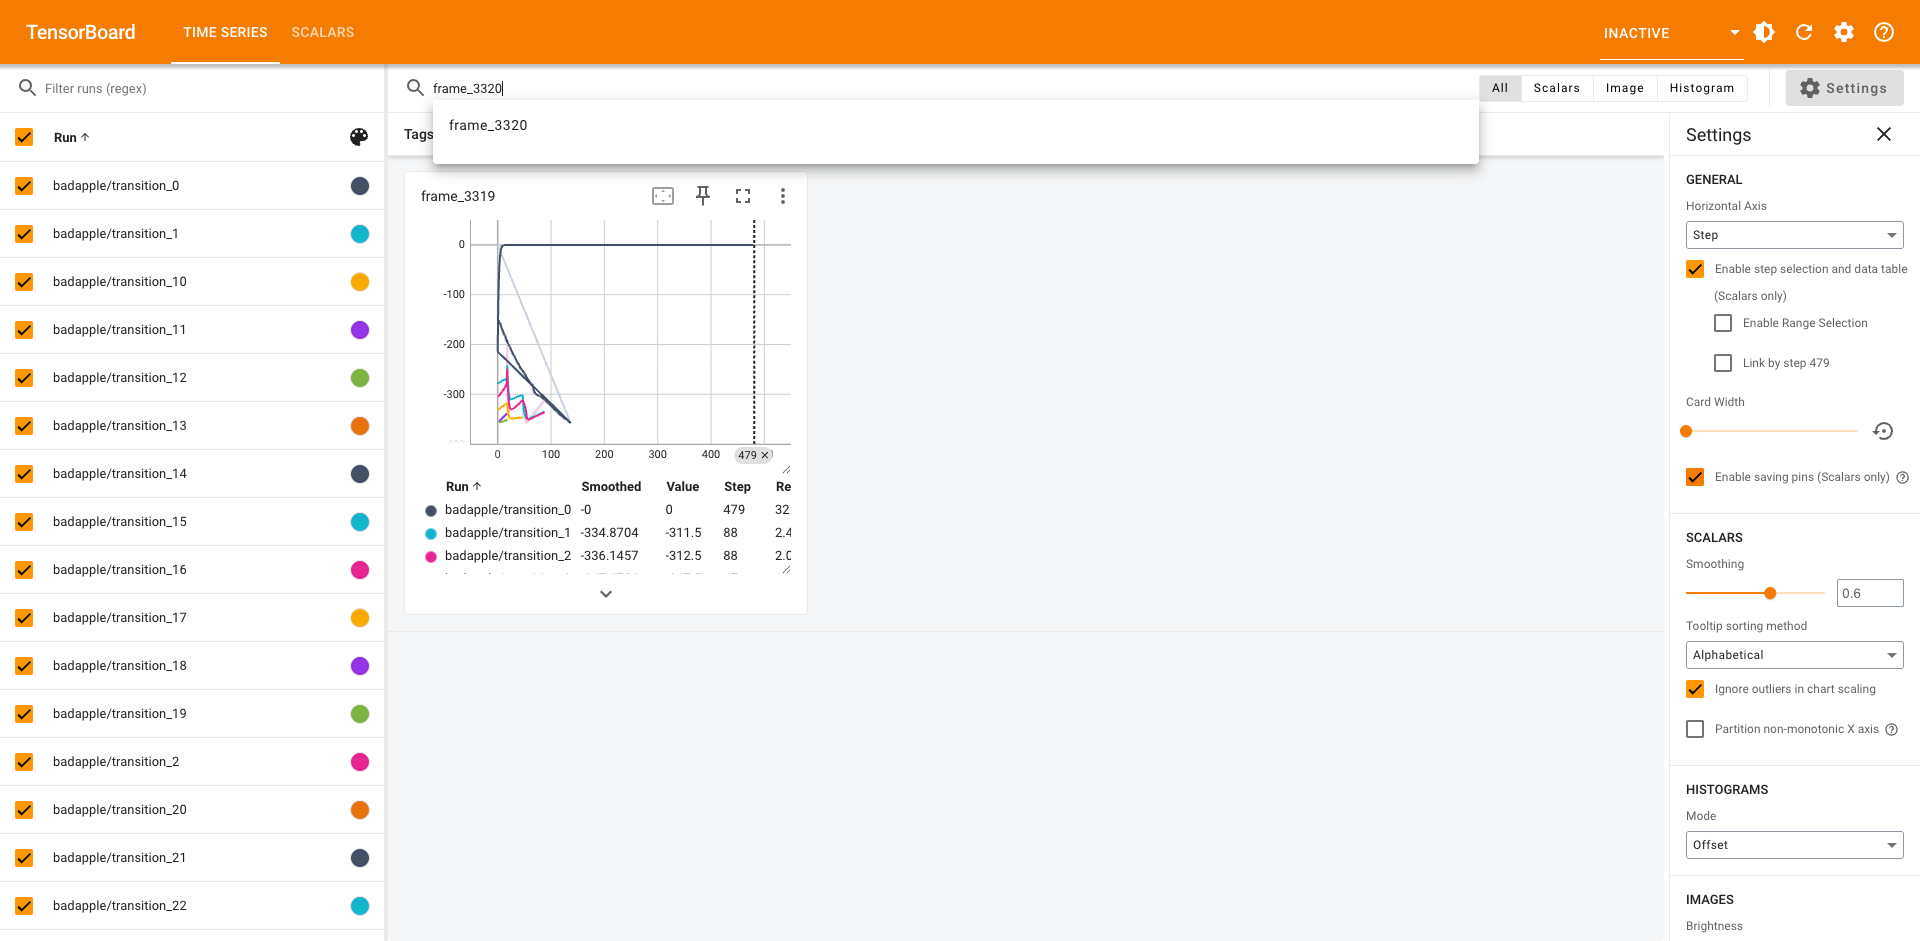 TensorBoard
TIME SERIES
SCALARS
INACTIVE
Filter runs (regex)
frame_3320
All
Scalars
Image
Histogram
Settings
frame_3320
Run
Tags
Settings
badapple/transition_0
badapple/transition_1
badapple/transition_10
badapple/transition_11
badapple/transition_12
badapple/transition_13
badapple/transition_14
badapple/transition_15
badapple/transition_16
badapple/transition_17
badapple/transition_18
badapple/transition_19
badapple/transition_2
badapple/transition_20
badapple/transition_21
badapple/transition_22
frame_3319
0
-100
-200
-300
0
100
200
300
400
479
Run Smoothed Value Step Re
badapple/transition_0 -0 0 479 32.
badapple/transition_1 -334.8704 -311.5 88 2.4
badapple/transition_2 -336.1457 -312.5 88 2.0
GENERAL
Horizontal Axis
Step
Enable step selection and data table
(Scalars only)
Enable Range Selection
Link by step 479
Card Width
Enable saving pins (Scalars only)
SCALARS
Smoothing
0.6
Tooltip sorting method
Alphabetical
Ignore outliers in chart scaling
Partition non-monotonic X axis
HISTOGRAMS
Mode
Offset
IMAGES
Brightness